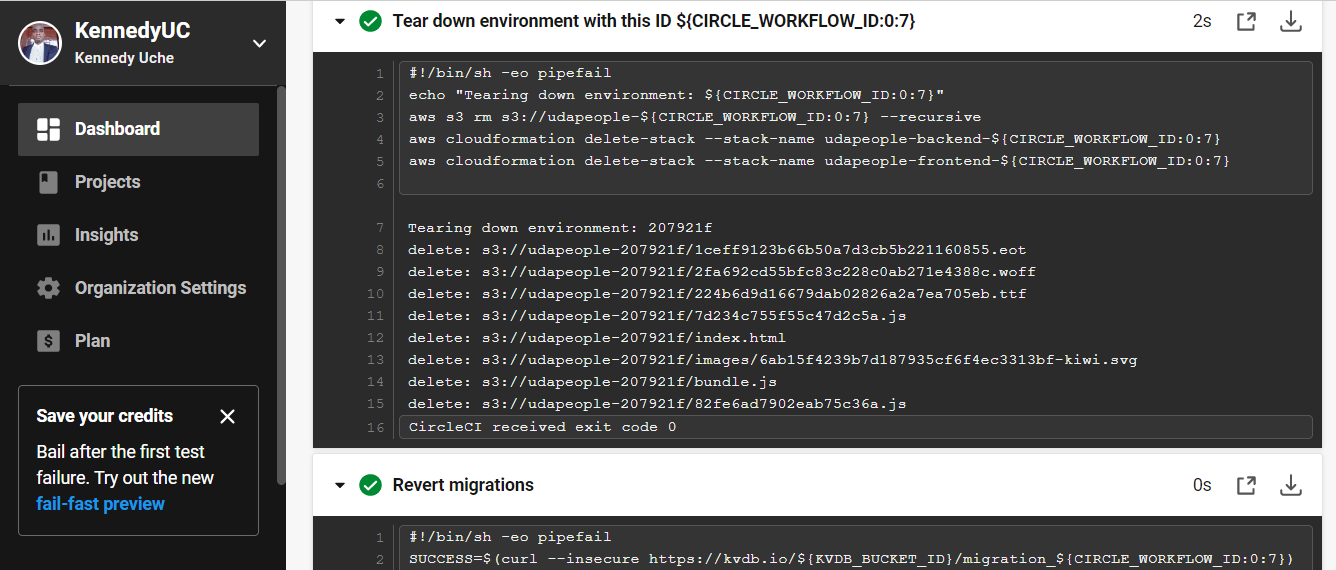 KennedyUC
Kennedy Uche
Dashboard
Projects
Insights
Organization Settings
Plan
Save your credits
Bail after the first test
failure. Try out the new
fail-fast preview
Tear down environment with this ID ${CIRCLE_WORKFLOW_ID:0:7}
2s
1 #!/bin/sh -eo pipefail
2 echo "Tearing down environment: ${CIRCLE_WORKFLOW_ID:0:7}"
3 aws s3 rm s3://udapeople-${CIRCLE_WORKFLOW_ID:0:7} --recursive
4 aws cloudformation delete-stack --stack-name udapeople-backend-${CIRCLE_WORKFLOW_ID:0:7}
5 aws cloudformation delete-stack --stack-name udapeople-frontend-${CIRCLE_WORKFLOW_ID:0:7}
6
7 Tearing down environment: 207921f
8 delete: s3://udapeople-207921f/1ceff9123b66b50a7d3cb5b221160855.eot
9 delete: s3://udapeople-207921f/2fa692cd55bfc83c228c0ab271e4388c.woff
10 delete: s3://udapeople-207921f/224b6d9d16679dab02826a2a7ea705eb.ttf
11 delete: s3://udapeople-207921f/7d234c755f55c47d2c5a.js
12 delete: s3://udapeople-207921f/index.html
13 delete: s3://udapeople-207921f/images/6ab15f4239b7d187935cf6f4ec3313bf-kiwi.svg
14 delete: s3://udapeople-207921f/bundle.js
15 delete: s3://udapeople-207921f/82fe6ad7902eab75c36a.js
16 CircleCI received exit code 0
Revert migrations
0s
1 #!/bin/sh -eo pipefail
2 SUCCESS=$(curl --insecure https://kvdb.io/${KVDB_BUCKET_ID}/migration_${CIRCLE_WORKFLOW_ID:0:7})